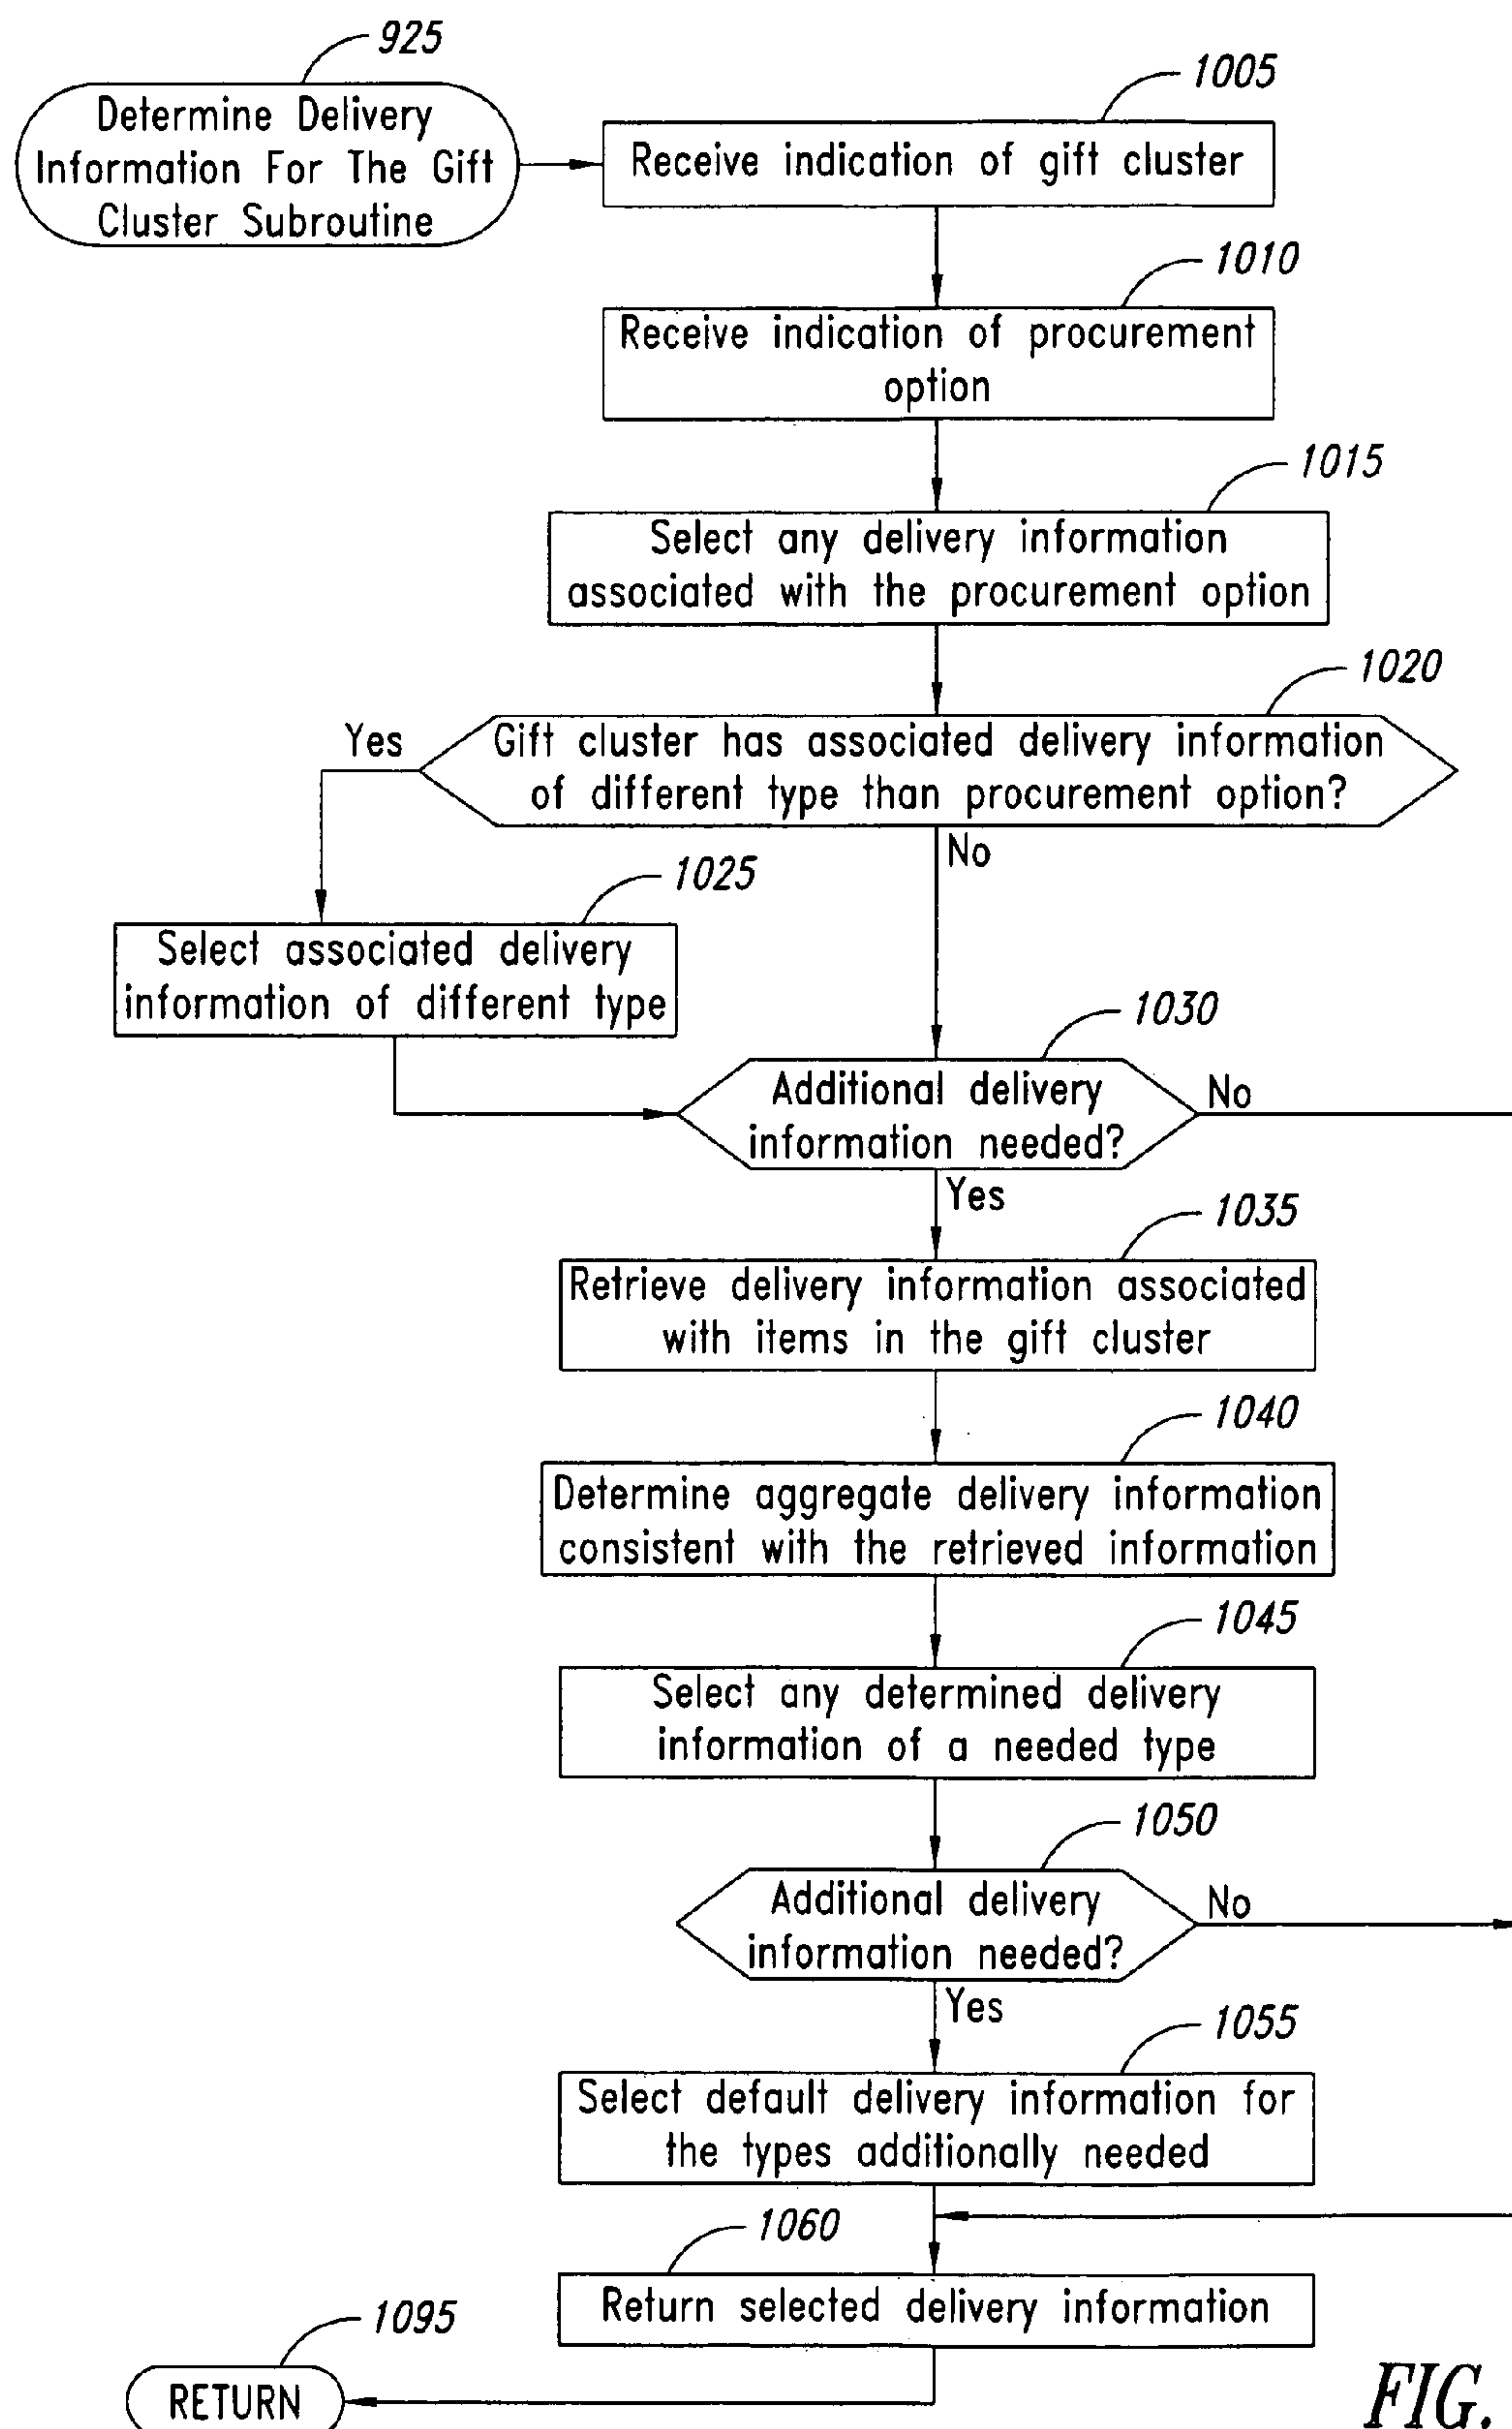 925
Determine Delivery
Information For The Gift
Cluster Subroutine
1005
Receive indication of gift cluster
1010
Receive indication of procurement
option
1015
Select any delivery information
associated with the procurement option
1020
Gift cluster has associated delivery information
of different type than procurement option?
Yes
No
1025
Select associated delivery
information of different type
1030
Additional delivery
information needed?
No
Yes
1035
Retrieve delivery information associated
with items in the gift cluster
1040
Determine aggregate delivery information
consistent with the retrieved information
1045
Select any determined delivery
information of a needed type
1050
Additional delivery
information needed?
No
Yes
1055
Select default delivery information for
the types additionally needed
1060
Return selected delivery information
1095
RETURN
FIG.